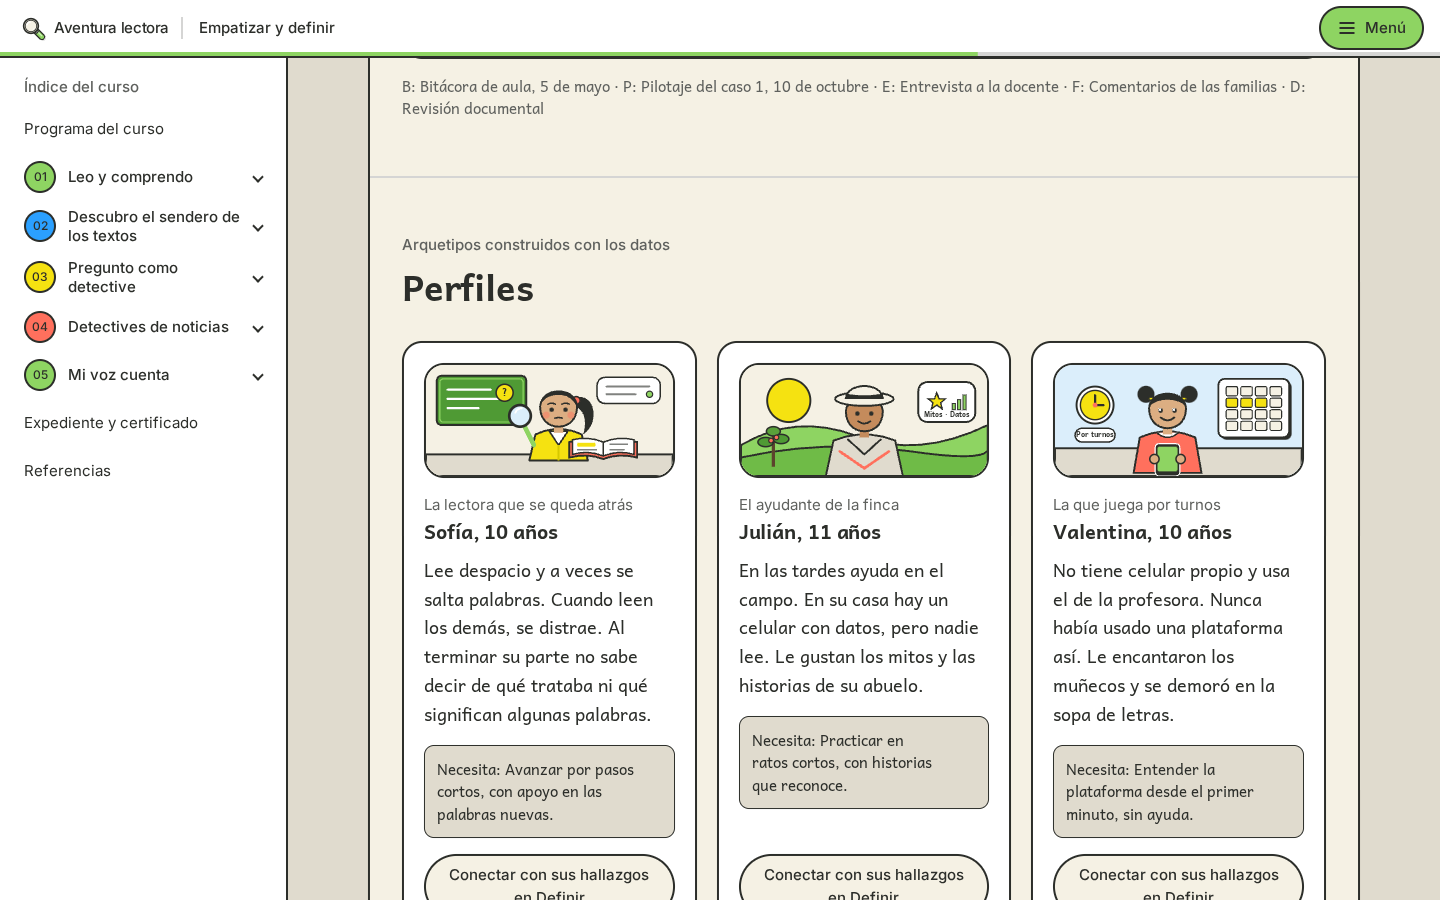 Aventura lectora
Empatizar y definir
Menú
Índice del curso
Programa del curso
01 Leo y comprendo
02 Descubro el sendero de
los textos
03 Pregunto como
detective
04 Detectives de noticias
05 Mi voz cuenta
Expediente y certificado
Referencias
B: Bitácora de aula, 5 de mayo · P: Pilotaje del caso 1, 10 de octubre · E: Entrevista a la docente · F: Comentarios de las familias · D:
Revisión documental
Arquetipos construidos con los datos
Perfiles
?
La lectora que se queda atrás
Sofía, 10 años
Lee despacio y a veces se
salta palabras. Cuando leen
los demás, se distrae. Al
terminar su parte no sabe
decir de qué trataba ni qué
significan algunas palabras.
Necesita: Avanzar por pasos
cortos, con apoyo en las
palabras nuevas.
Conectar con sus hallazgos
en Definir
Mitos · Datos
El ayudante de la finca
Julián, 11 años
En las tardes ayuda en el
campo. En su casa hay un
celular con datos, pero nadie
lee. Le gustan los mitos y las
historias de su abuelo.
Necesita: Practicar en
ratos cortos, con historias
que reconoce.
Conectar con sus hallazgos
en Definir
Por turnos
La que juega por turnos
Valentina, 10 años
No tiene celular propio y usa
el de la profesora. Nunca
había usado una plataforma
así. Le encantaron los
muñecos y se demoró en la
sopa de letras.
Necesita: Entender la
plataforma desde el primer
minuto, sin ayuda.
Conectar con sus hallazgos
en Definir